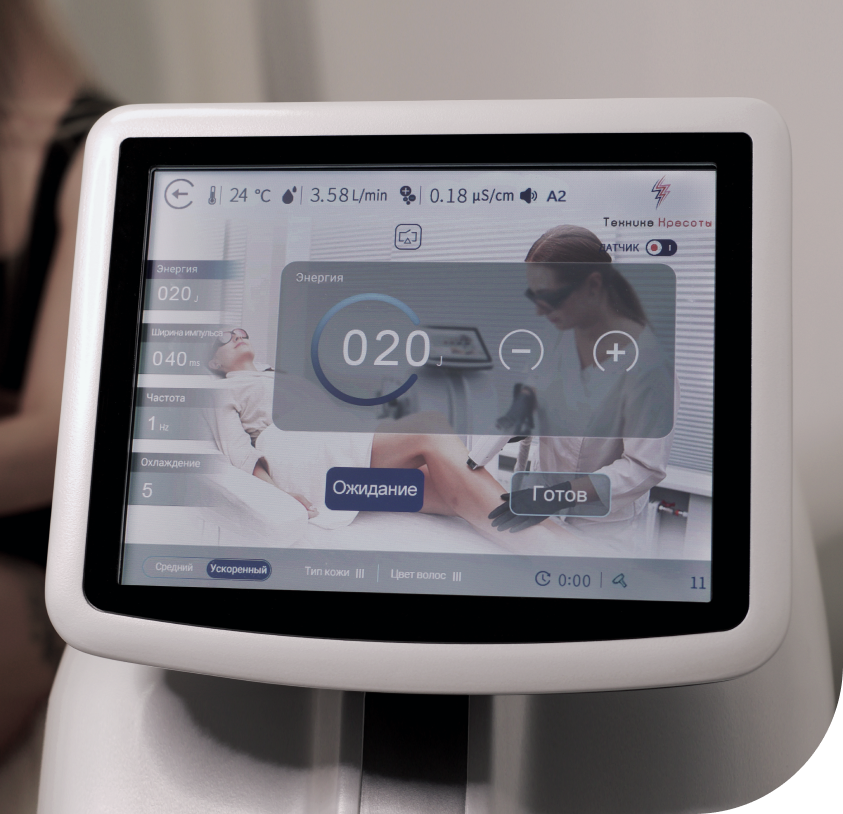 24 °C 3.58 L/min 0.18 µS/cm A2
Техника Красоты
ДАТЧИК
Энергия
020 J
Ширина импульса
040 ms
Частота
1 Hz
Охлаждение
5
Энергия
020 J
Ожидание
Готов
Средний Ускоренный Тип кожи III Цвет волос III 0:00 11